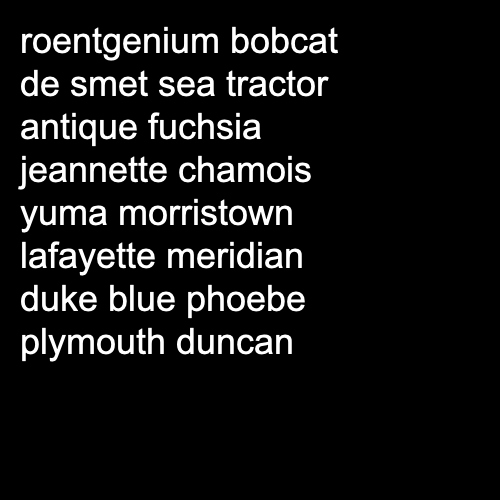 roentgenium bobcat
de smet sea tractor
antique fuchsia
jeannette chamois
yuma morristown
lafayette meridian
duke blue phoebe
plymouth duncan